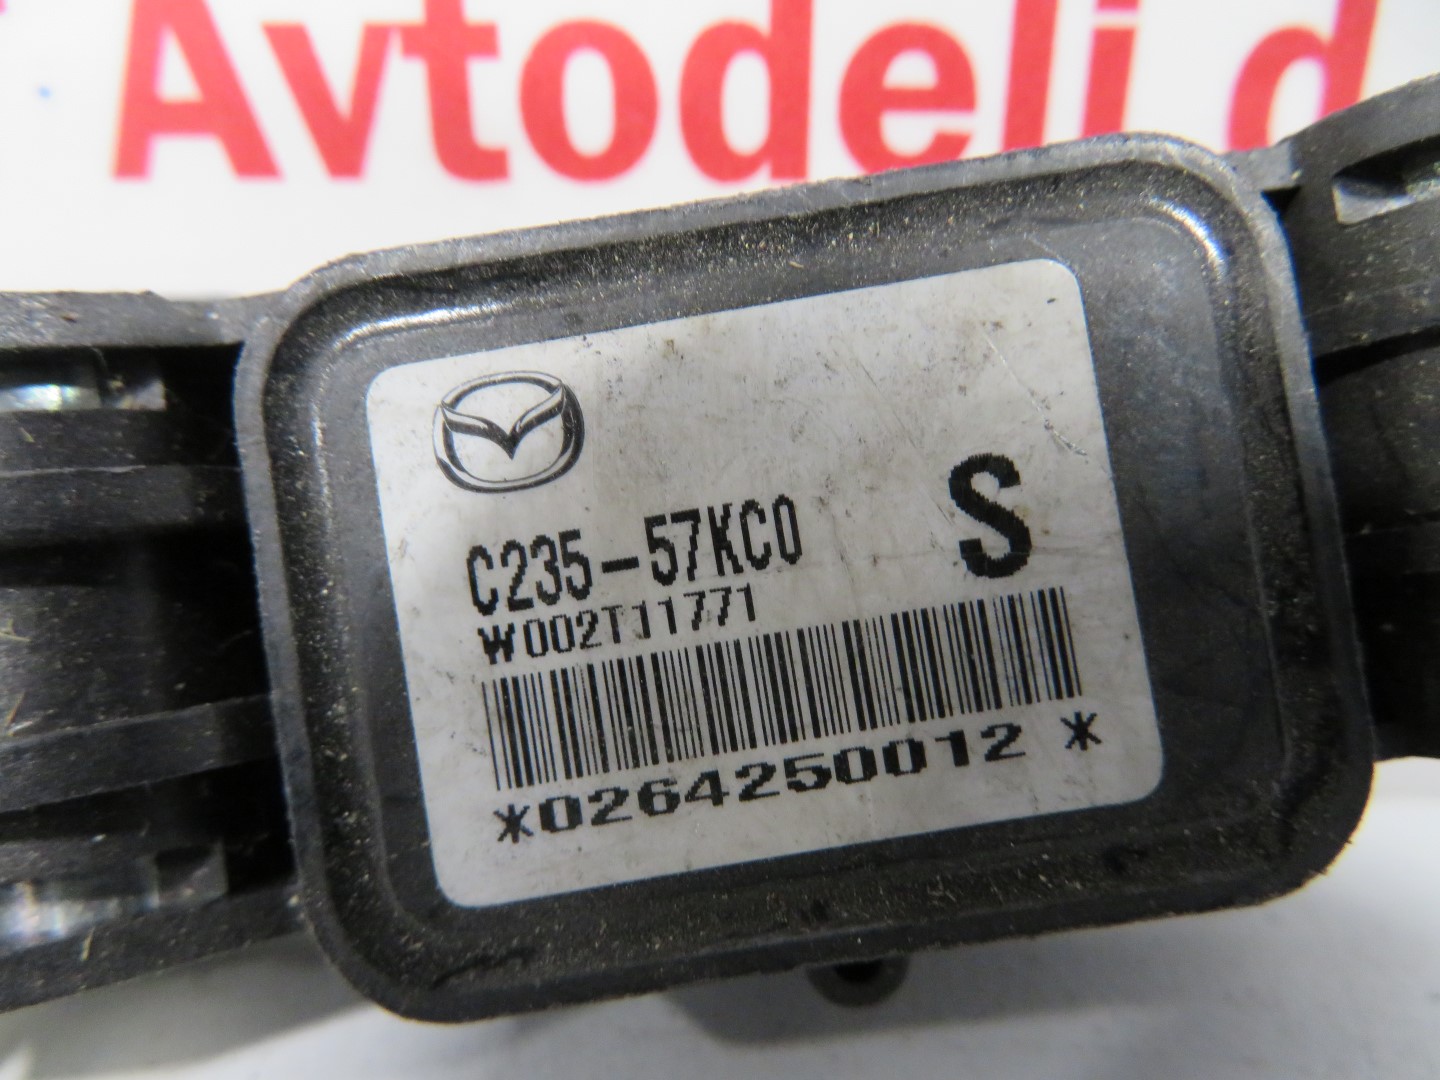 Avtodeli d
C235-57KC0
S
W002T11771
*0264250012*